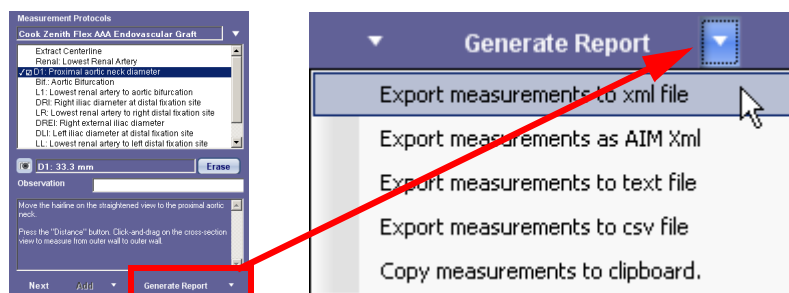 Measurement Protocols
Cook Zenith Flex AAA Endovascular Graft
Extract Centerline
Renal: Lowest Renal Artery
D1: Proximal aortic neck diameter
Bif.: Aortic Bifurcation
L1: Lowest renal artery to aortic bifurcation
DRI: Right iliac diameter at distal fixation site
LR: Lowest renal artery to right distal fixation site
DREI: Right external iliac diameter
DLI: Left iliac diameter at distal fixation site
LL: Lowest renal artery to left distal fixation site
D1: 33.3 mm
Erase
Observation
Move the hairline on the straightened view to the proximal aortic
neck.
Press the "Distance" button. Click-and-drag on the cross-section
view to measure from outer wall to outer wall.
Next Add Generate Report
Generate Report
Export measurements to xml file
Export measurements as AIM Xml
Export measurements to text file
Export measurements to csv file
Copy measurements to clipboard.